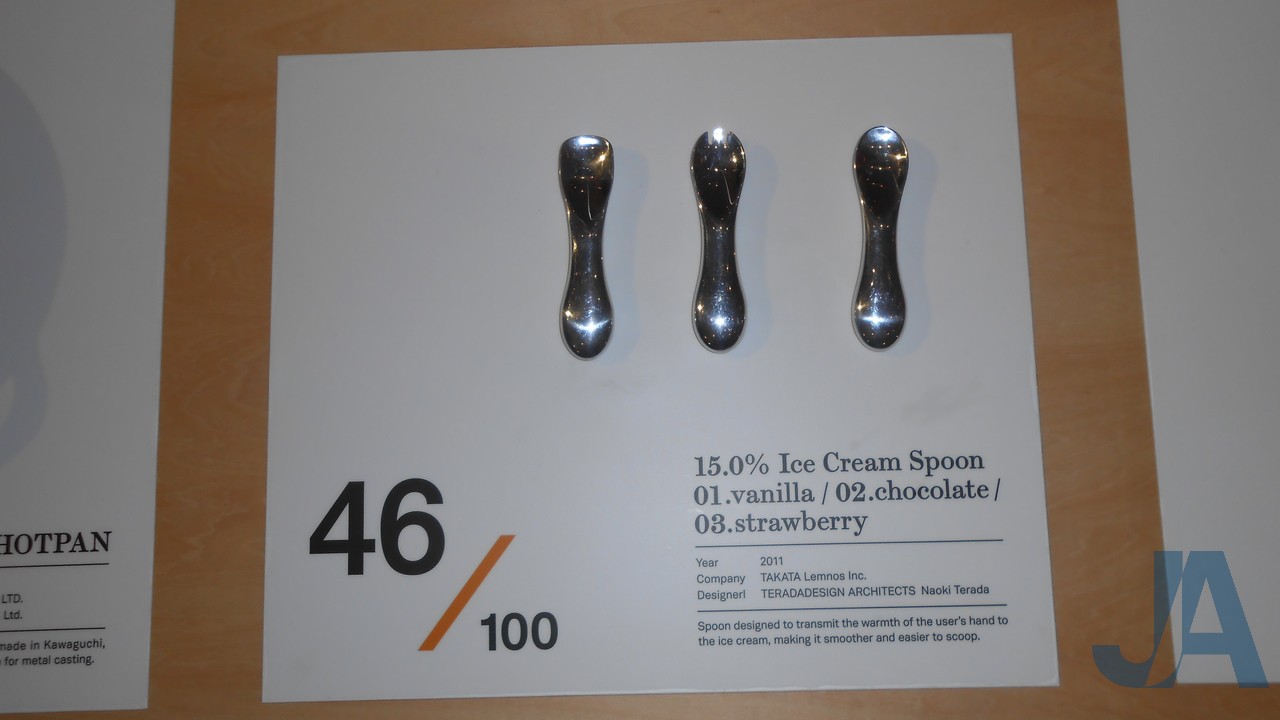 HOTPAN
LTD.
Ltd.
made in Kawaguchi,
for metal casting.
46
/
100
15.0% Ice Cream Spoon
01.vanilla / 02.chocolate /
03.strawberry
Year 2011
Company TAKATA Lemnos Inc.
Designerl TERADADESIGN ARCHITECTS Naoki Terada
Spoon designed to transmit the warmth of the user's hand to
the ice cream, making it smoother and easier to scoop.
JA